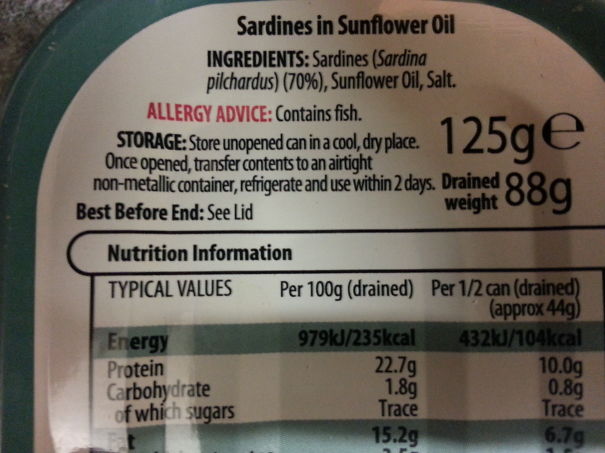 Sardines in Sunflower Oil
INGREDIENTS: Sardines (Sardina
pilchardus) (70%), Sunflower Oil, Salt.
ALLERGY ADVICE: Contains fish.
STORAGE: Store unopened can in a cool, dry place.
Once opened, transfer contents to an airtight
non-metallic container, refrigerate and use within 2 days.
Best Before End: See Lid
125g e
Drained weight 88g
Nutrition Information
TYPICAL VALUES Per 100g (drained) Per 1/2 can (drained)
(approx 44g)
Energy 979kJ/235kcal 432kJ/104kcal
Protein 22.7g 10.0g
Carbohydrate 1.8g 0.8g
of which sugars Trace Trace
Fat 15.2g 6.7g